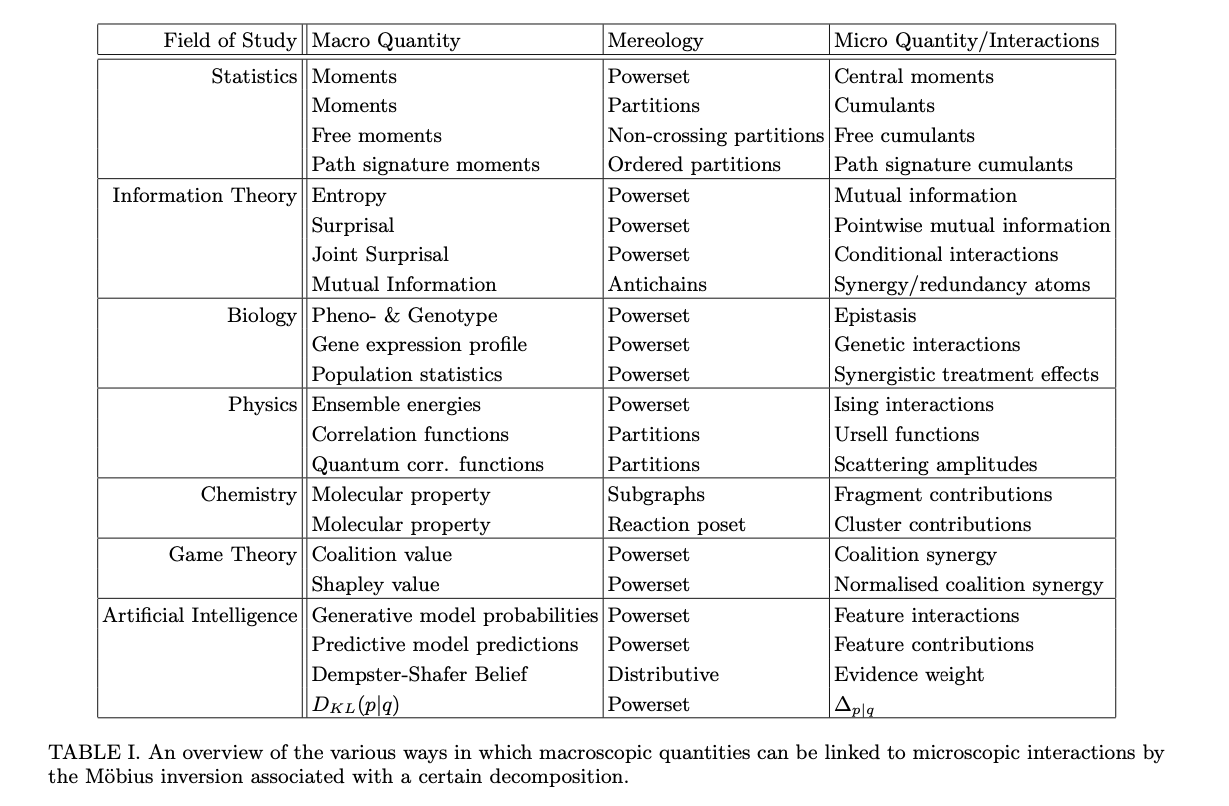 Field of Study Macro Quantity Mereology Micro Quantity/Interactions
Statistics Moments Powerset Central moments
Moments Partitions Cumulants
Free moments Non-crossing partitions Free cumulants
Path signature moments Ordered partitions Path signature cumulants
Information Theory Entropy Powerset Mutual information
Surprisal Powerset Pointwise mutual information
Joint Surprisal Powerset Conditional interactions
Mutual Information Antichains Synergy/redundancy atoms
Biology Pheno- & Genotype Powerset Epistasis
Gene expression profile Powerset Genetic interactions
Population statistics Powerset Synergistic treatment effects
Physics Ensemble energies Powerset Ising interactions
Correlation functions Partitions Ursell functions
Quantum corr. functions Partitions Scattering amplitudes
Chemistry Molecular property Subgraphs Fragment contributions
Molecular property Reaction poset Cluster contributions
Game Theory Coalition value Powerset Coalition synergy
Shapley value Powerset Normalised coalition synergy
Artificial Intelligence Generative model probabilities Powerset Feature interactions
Predictive model predictions Powerset Feature contributions
Dempster-Shafer Belief Distributive Evidence weight
D_{KL}(p|q) Powerset Δ_{p|q}
TABLE I. An overview of the various ways in which macroscopic quantities can be linked to microscopic interactions by
the Möbius inversion associated with a certain decomposition.